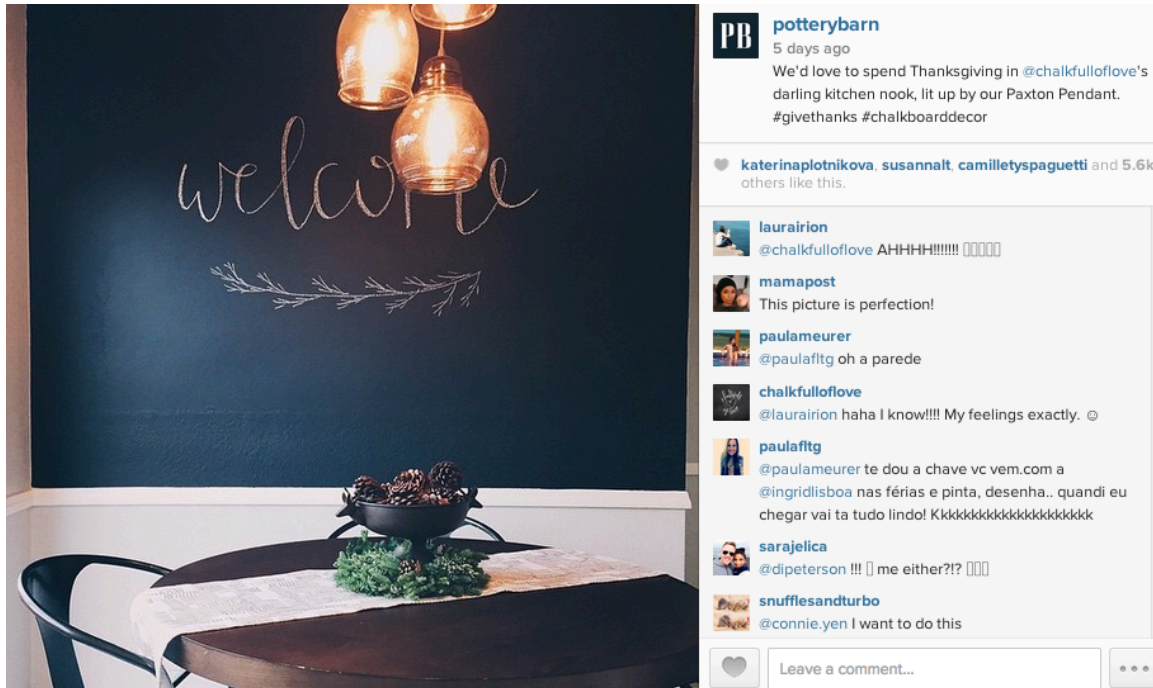 welcome
PB
potterybarn
5 days ago
We'd love to spend Thanksgiving in @chalkfulloflove's
darling kitchen nook, lit up by our Paxton Pendant.
#givethanks #chalkboarddecor
katerinaplotnikova, susannalt, camilletyspaguetti and 5.6k
others like this.
laurairion
@chalkfulloflove AHHHH!!!!!!! 
mamapost
This picture is perfection!
paulameurer
@paulafltg oh a parede
chalkfulloflove
@laurairion haha I know!!!! My feelings exactly. ☺
paulafltg
@paulameurer te dou a chave vc vem.com a
@ingridlisboa nas férias e pinta, desenha.. quandi eu
chegar vai ta tudo lindo! Kkkkkkkkkkkkkkkkkkkkk
sarajelica
@dipeterson !!! ▯ me either?!? ▯▯▯
snufflesandturbo
@connie.yen I want to do this
Leave a comment...